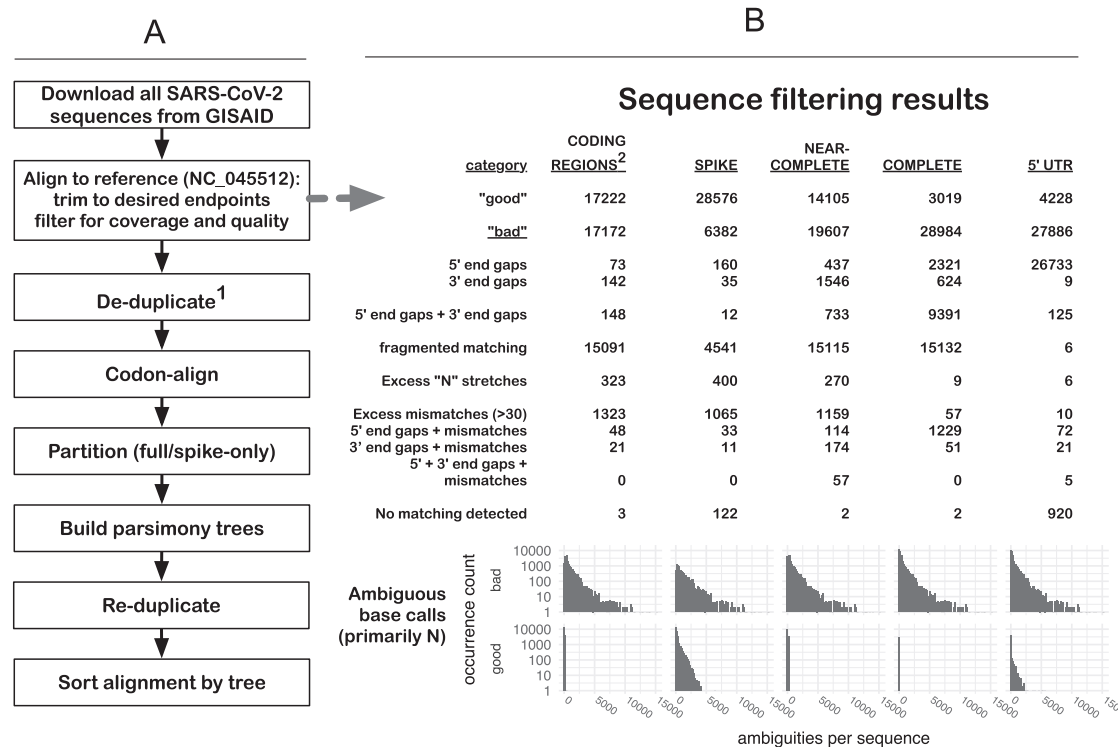 A
Download all SARS-CoV-2
sequences from GISAID
Align to reference (NC_045512):
trim to desired endpoints
filter for coverage and quality
De-duplicate1
Codon-align
Partition (full/spike-only)
Build parsimony trees
Re-duplicate
Sort alignment by tree
B
Sequence filtering results
category CODING REGIONS2 SPIKE NEAR-COMPLETE COMPLETE 5' UTR
"good" 17222 28576 14105 3019 4228
"bad" 17172 6382 19607 28984 27886
5' end gaps 73 160 437 2321 26733
3' end gaps 142 35 1546 624 9
5' end gaps + 3' end gaps 148 12 733 9391 125
fragmented matching 15091 4541 15115 15132 6
Excess "N" stretches 323 400 270 9 6
Excess mismatches (>30) 1323 1065 1159 57 10
5' end gaps + mismatches 48 33 114 1229 72
3' end gaps + mismatches 21 11 174 51 21
5' + 3' end gaps +
mismatches 0 0 57 0 5
No matching detected 3 122 2 2 920
Ambiguous
base calls
(primarily N)
occurrence count
bad
10000
1000
100
10
1
good
10000
1000
100
10
1
0 5000 10000 15000 0 5000 10000 15000 0 5000 10000 15000 0 5000 10000 15000 0 5000 10000 15000
ambiguities per sequence